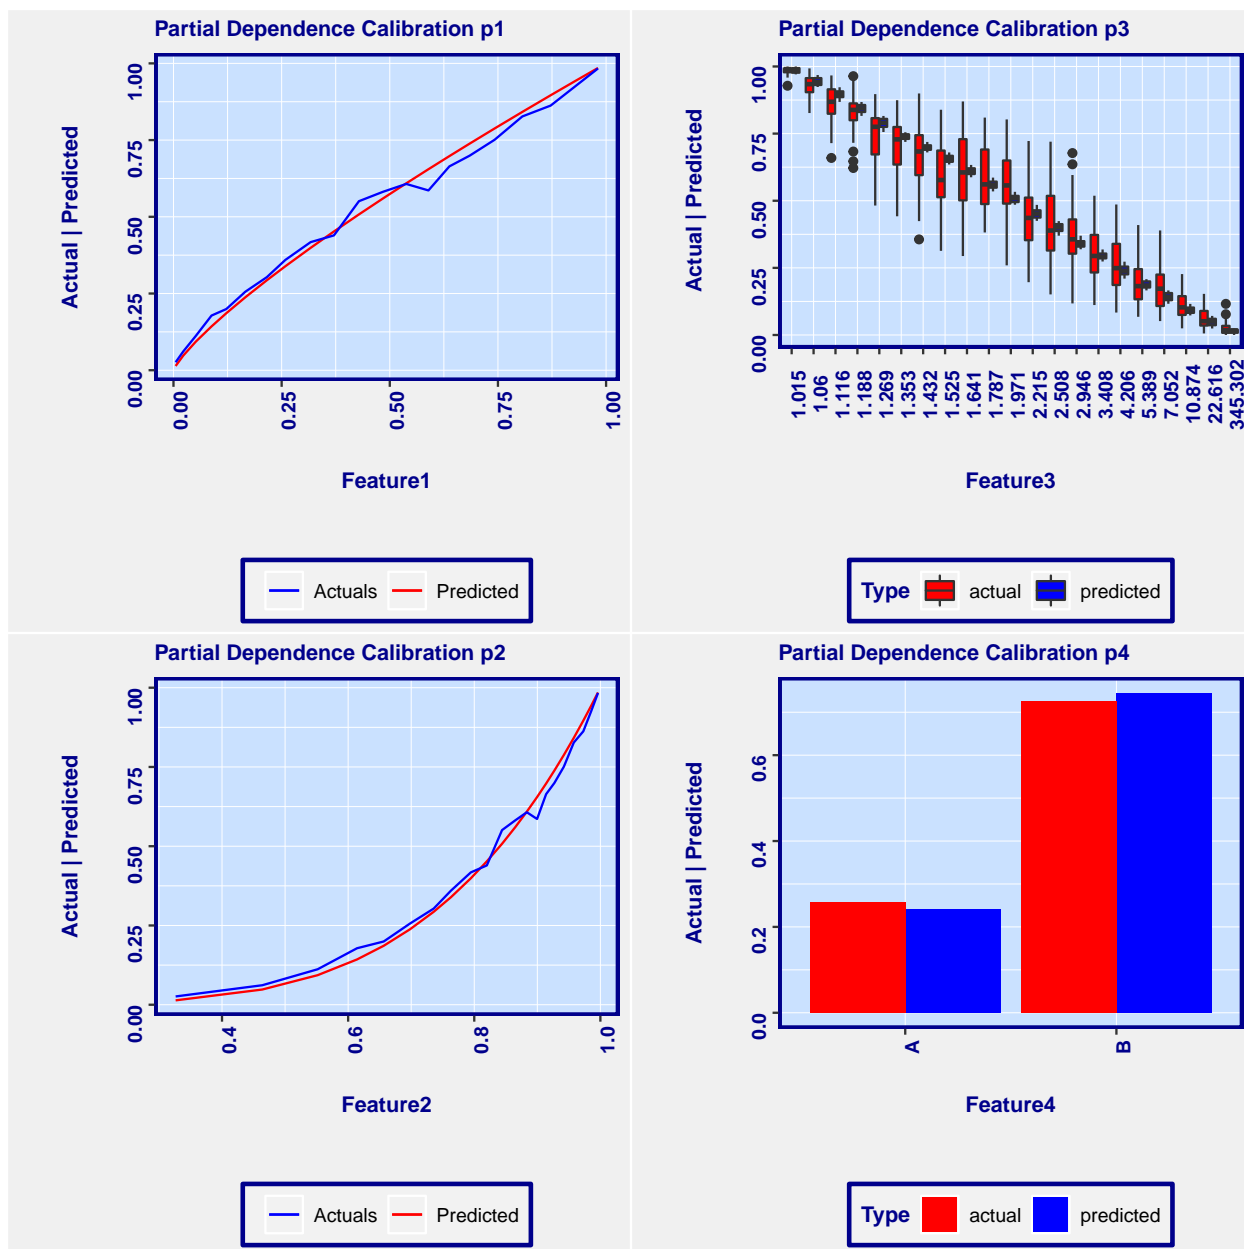 Partial Dependence Calibration p1
Actual | Predicted
1.00
0.75
0.50
0.25
0.00
0.00
0.25
0.50
0.75
1.00
Feature1
Actuals
Predicted
Partial Dependence Calibration p3
Actual | Predicted
1.00
0.75
0.50
0.25
0.00
1.015
1.06
1.116
1.188
1.269
1.353
1.432
1.525
1.641
1.787
1.971
2.215
2.508
2.946
3.408
4.206
5.389
7.052
10.874
22.616
345.302
Feature3
Type
actual
predicted
Partial Dependence Calibration p2
Actual | Predicted
1.00
0.75
0.50
0.25
0.00
0.4
0.6
0.8
1.0
Feature2
Actuals
Predicted
Partial Dependence Calibration p4
Actual | Predicted
0.6
0.4
0.2
0.0
A
B
Feature4
Type
actual
predicted